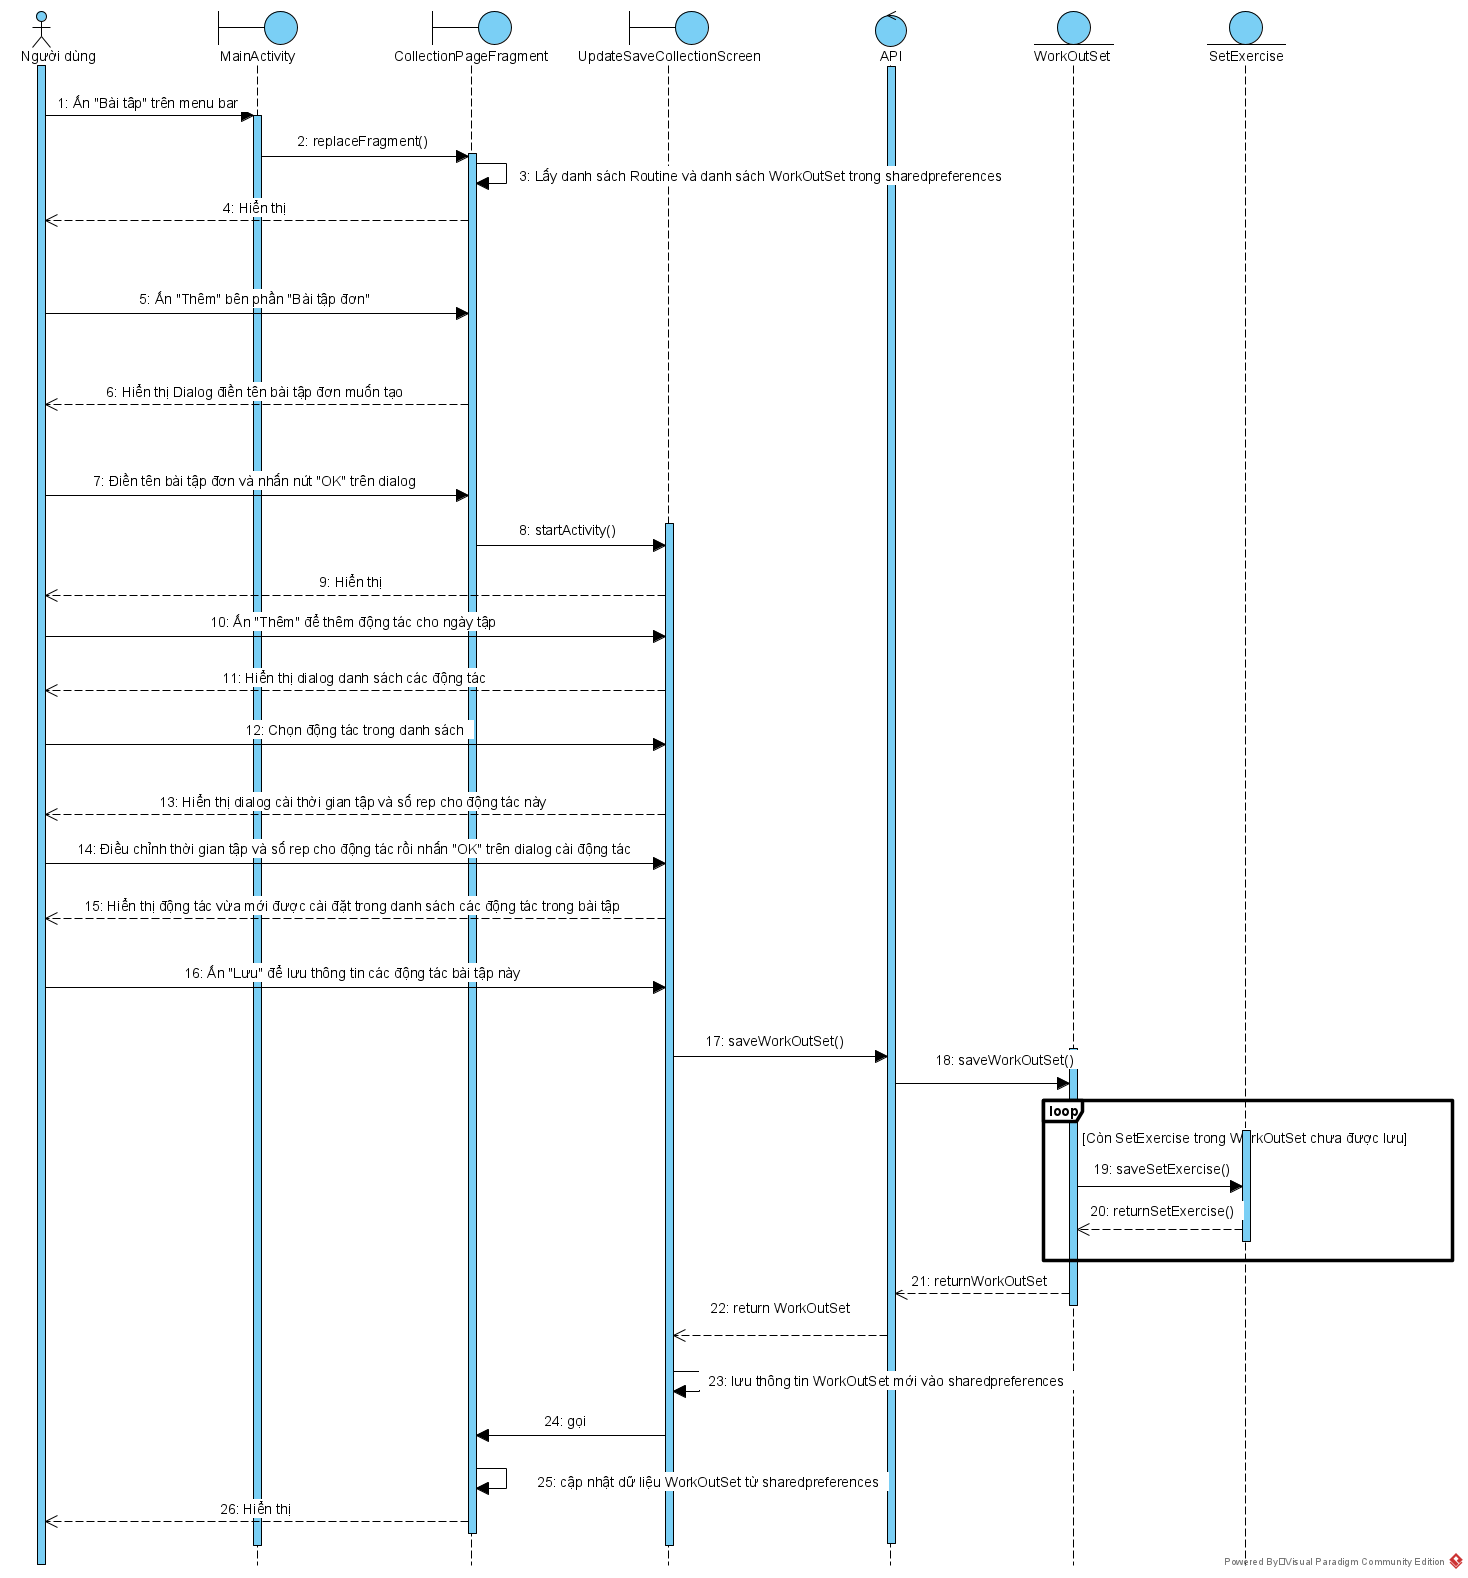 Người dùng
MainActivity
CollectionPageFragment
UpdateSaveCollectionScreen
API
WorkOutSet
SetExercise
1: Ấn "Bài tâp" trên menu bar
2: replaceFragment()
3: Lấy danh sách Routine và danh sách WorkOutSet trong sharedpreferences
4: Hiển thị
5: Ấn "Thêm" bên phần "Bài tập đơn"
6: Hiển thị Dialog điền tên bài tập đơn muốn tạo
7: Điền tên bài tập đơn và nhấn nút "OK" trên dialog
8: startActivity()
9: Hiển thị
10: Ấn "Thêm" để thêm động tác cho ngày tập
11: Hiển thị dialog danh sách các động tác
12: Chọn động tác trong danh sách
13: Hiển thị dialog cài thời gian tập và số rep cho động tác này
14: Điều chỉnh thời gian tập và số rep cho động tác rồi nhấn "OK" trên dialog cài động tác
15: Hiển thị động tác vừa mới được cài đặt trong danh sách các động tác trong bài tập
16: Ấn "Lưu" để lưu thông tin các động tác bài tập này
17: saveWorkOutSet()
18: saveWorkOutSet()
loop
[Còn SetExercise trong WorkOutSet chưa được lưu]
19: saveSetExercise()
20: returnSetExercise()
21: returnWorkOutSet
22: return WorkOutSet
23: lưu thông tin WorkOutSet mới vào sharedpreferences
24: gọi
25: cập nhật dữ liệu WorkOutSet từ sharedpreferences
26: Hiển thị
Powered By Visual Paradigm Community Edition